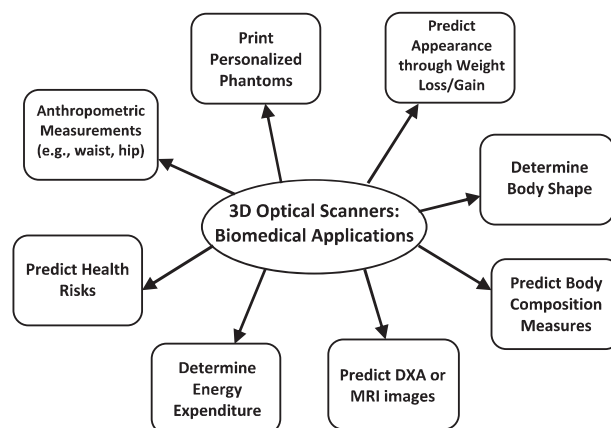 Print
Personalized
Phantoms
Predict
Appearance
through Weight
Loss/Gain
Anthropometric
Measurements
(e.g., waist, hip)
Determine
Body Shape
3D Optical Scanners:
Biomedical Applications
Predict Health
Risks
Predict Body
Composition
Measures
Determine
Energy
Expenditure
Predict DXA or
MRI images